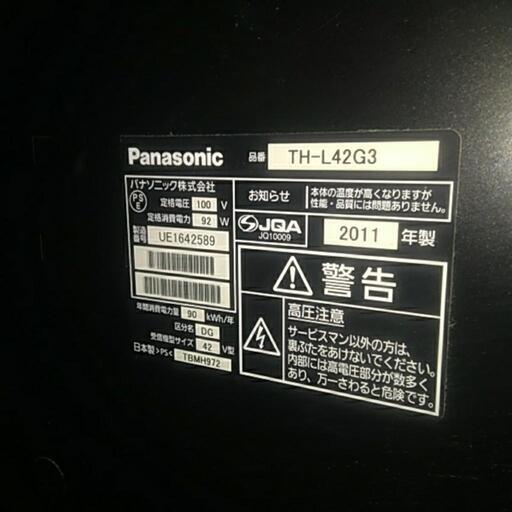 Panasonic
品番 TH-L42G3
パナソニック株式会社
PS
E
定格電圧 100 V
定格消費電力 92 W
製造番号 UE1642589
年間消費電力量 90 kWh/年
区分名 DG
受信機型サイズ 42 V型
日本製 >PS< TBMH972
お知らせ
本体の温度が高くなりますが
性能・品質には問題ありません。
JQA
JQ10009
2011 年製
警告
高圧注意
サービスマン以外の方は、
裏ぶたをあけないでください。
内部には高電圧部分が数多く
あり、万一さわると危険です。